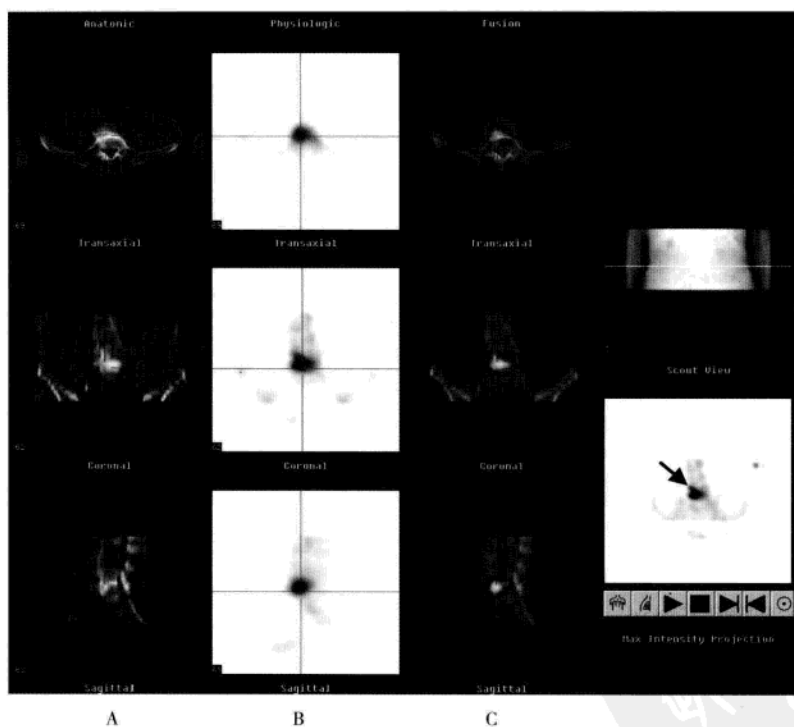 Anatomic Physiologic Fusion
Transaxial Transaxial Transaxial
Scout View
Coronal Coronal Coronal
Max Intensity Projection
Sagittal Sagittal Sagittal
A B C